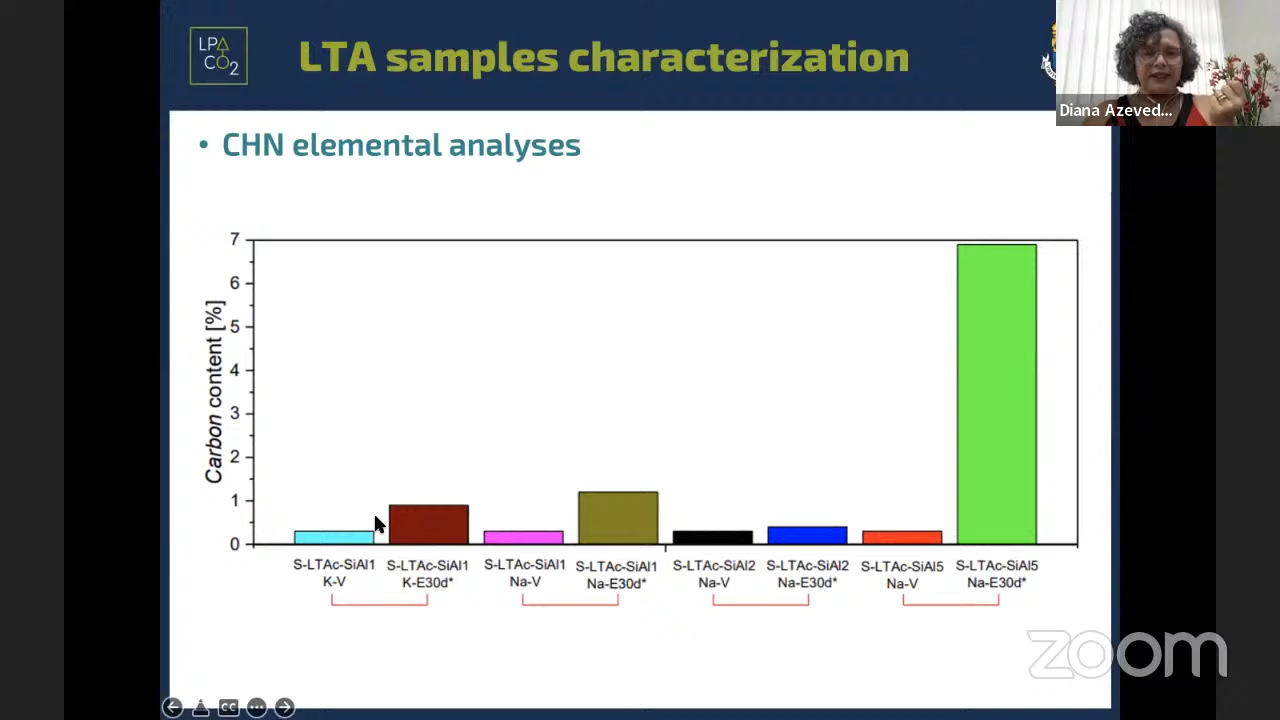 LPA
CO2
LTA samples characterization
Diana Azeved...
• CHN elemental analyses
Carbon content [%]
7
6
5
4
3
2
1
0
S-LTAc-SiAl1 K-V
S-LTAc-SiAl1 K-E30d*
S-LTAc-SiAl1 Na-V
S-LTAc-SiAl1 Na-E30d*
S-LTAc-SiAl2 Na-V
S-LTAc-SiAl2 Na-E30d*
S-LTAc-SiAl5 Na-V
S-LTAc-SiAl5 Na-E30d*
zoom
CC